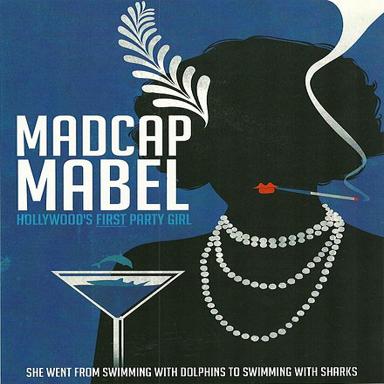 MADCAP
MABEL
HOLLYWOOD'S FIRST PARTY GIRL
SHE WENT FROM SWIMMING WITH DOLPHINS TO SWIMMING WITH SHARKS